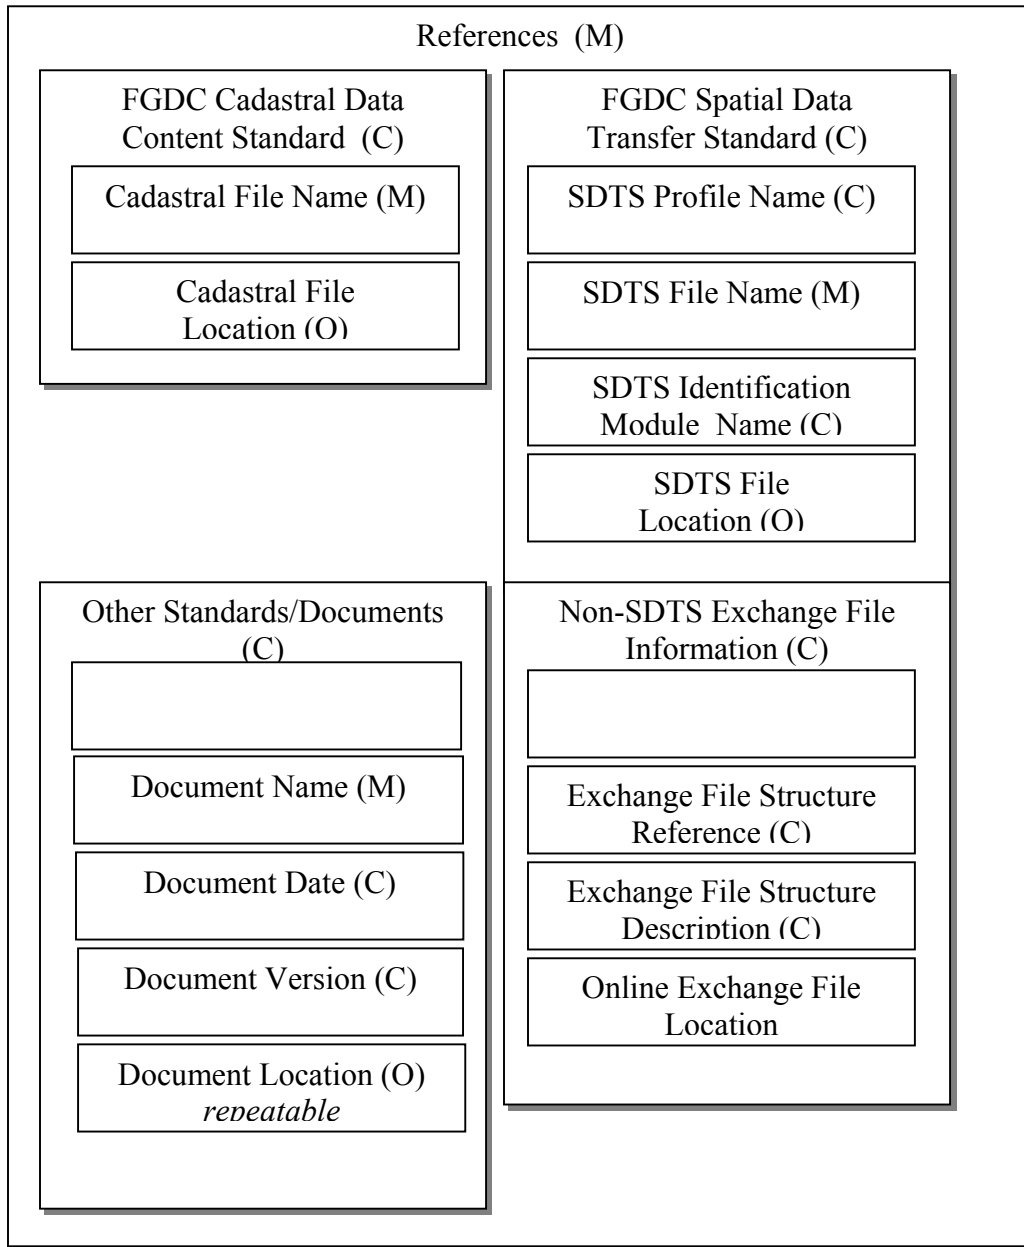 References (M)
FGDC Cadastral Data
Content Standard (C)
Cadastral File Name (M)
Cadastral File
Location (O)
FGDC Spatial Data
Transfer Standard (C)
SDTS Profile Name (C)
SDTS File Name (M)
SDTS Identification
Module Name (C)
SDTS File
Location (O)
Other Standards/Documents
(C)
Document Name (M)
Document Date (C)
Document Version (C)
Document Location (O)
repeatable
Non-SDTS Exchange File
Information (C)
Exchange File Structure
Reference (C)
Exchange File Structure
Description (C)
Online Exchange File
Location